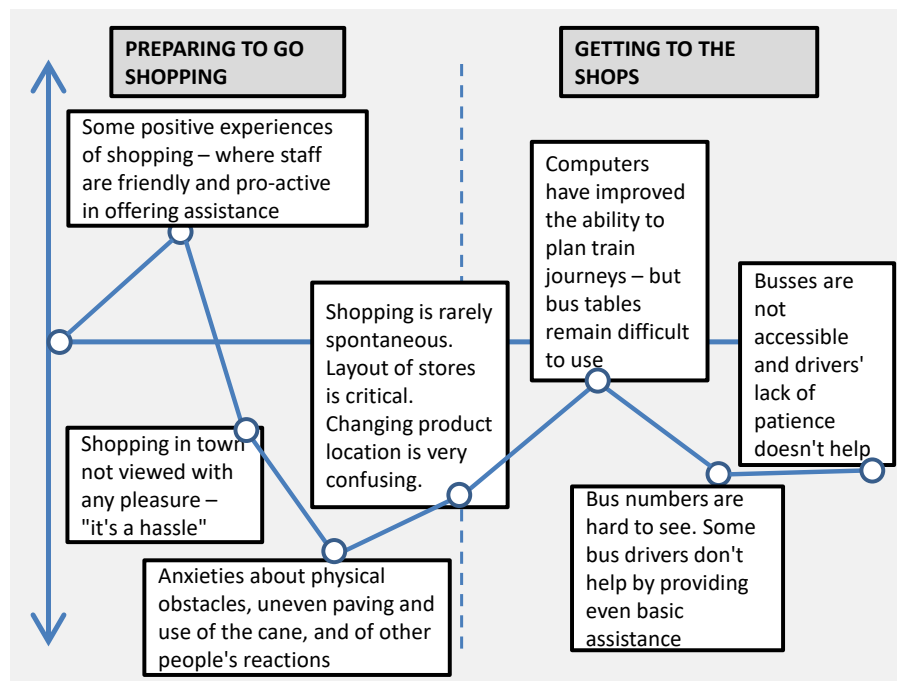 PREPARING TO GO
SHOPPING
GETTING TO THE
SHOPS
Some positive experiences
of shopping – where staff
are friendly and pro-active
in offering assistance
Shopping in town
not viewed with
any pleasure –
"it's a hassle"
Anxieties about physical
obstacles, uneven paving and
use of the cane, and of other
people's reactions
Shopping is rarely
spontaneous.
Layout of stores
is critical.
Changing product
location is very
confusing.
Computers
have improved
the ability to
plan train
journeys – but
bus tables
remain difficult
to use
Bus numbers are
hard to see. Some
bus drivers don't
help by providing
even basic
assistance
Busses are
not
accessible
and drivers'
lack of
patience
doesn't help